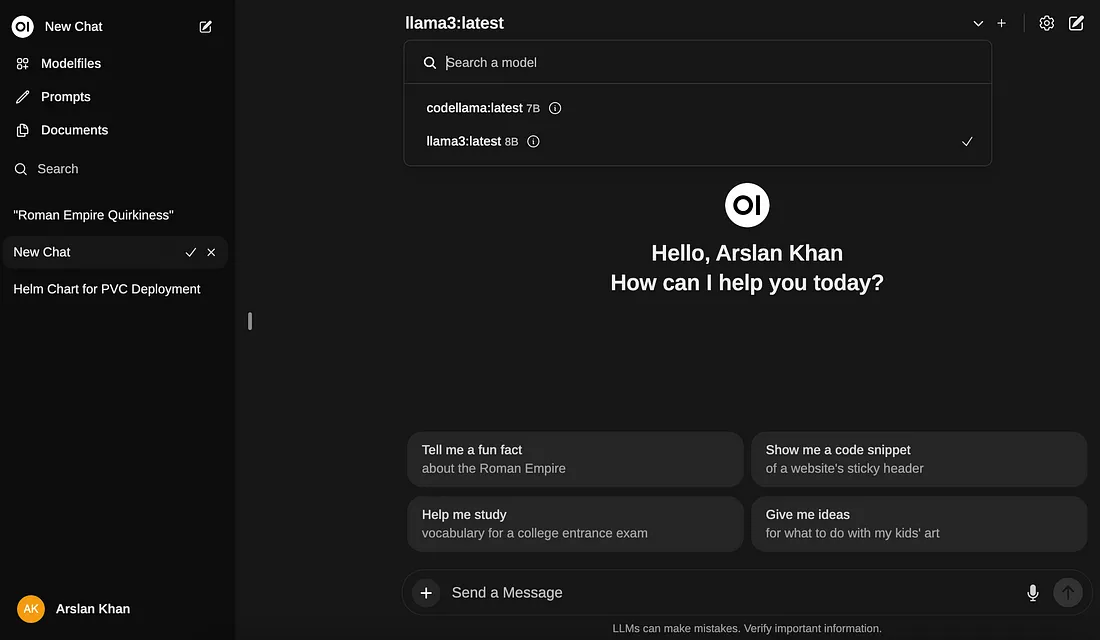 OI New Chat
Modelfiles
Prompts
Documents
Search
"Roman Empire Quirkiness"
New Chat
Helm Chart for PVC Deployment
AK Arslan Khan
llama3:latest
Search a model
codellama:latest 7B
llama3:latest 8B
OI
Hello, Arslan Khan
How can I help you today?
Tell me a fun fact
about the Roman Empire
Show me a code snippet
of a website's sticky header
Help me study
vocabulary for a college entrance exam
Give me ideas
for what to do with my kids' art
Send a Message
LLMs can make mistakes. Verify important information.